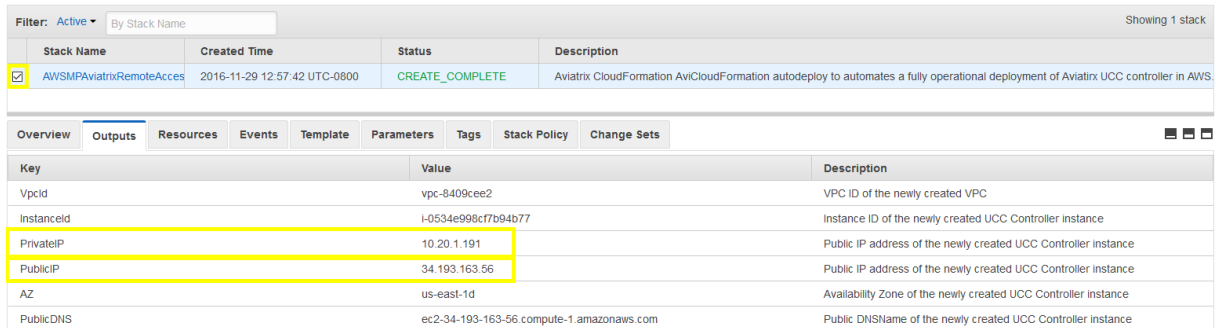 Filter: Active By Stack Name Showing 1 stack
Stack Name Created Time Status Description
AWSMPAviatrixRemoteAcces 2016-11-29 12:57:42 UTC-0800 CREATE_COMPLETE Aviatrix CloudFormation AviCloudFormation autodeploy to automates a fully operational deployment of Aviatirx UCC controller in AWS.
Overview Outputs Resources Events Template Parameters Tags Stack Policy Change Sets
Key Value Description
VpcId vpc-8409cee2 VPC ID of the newly created VPC
InstanceId i-0534e998cf7b94b77 Instance ID of the newly created UCC Controller instance
PrivateIP 10.20.1.191 Public IP address of the newly created UCC Controller instance
PublicIP 34.193.163.56 Public IP address of the newly created UCC Controller instance
AZ us-east-1d Availability Zone of the newly created UCC Controller instance
PublicDNS ec2-34-193-163-56.compute-1.amazonaws.com Public DNSName of the newly created UCC Controller instance